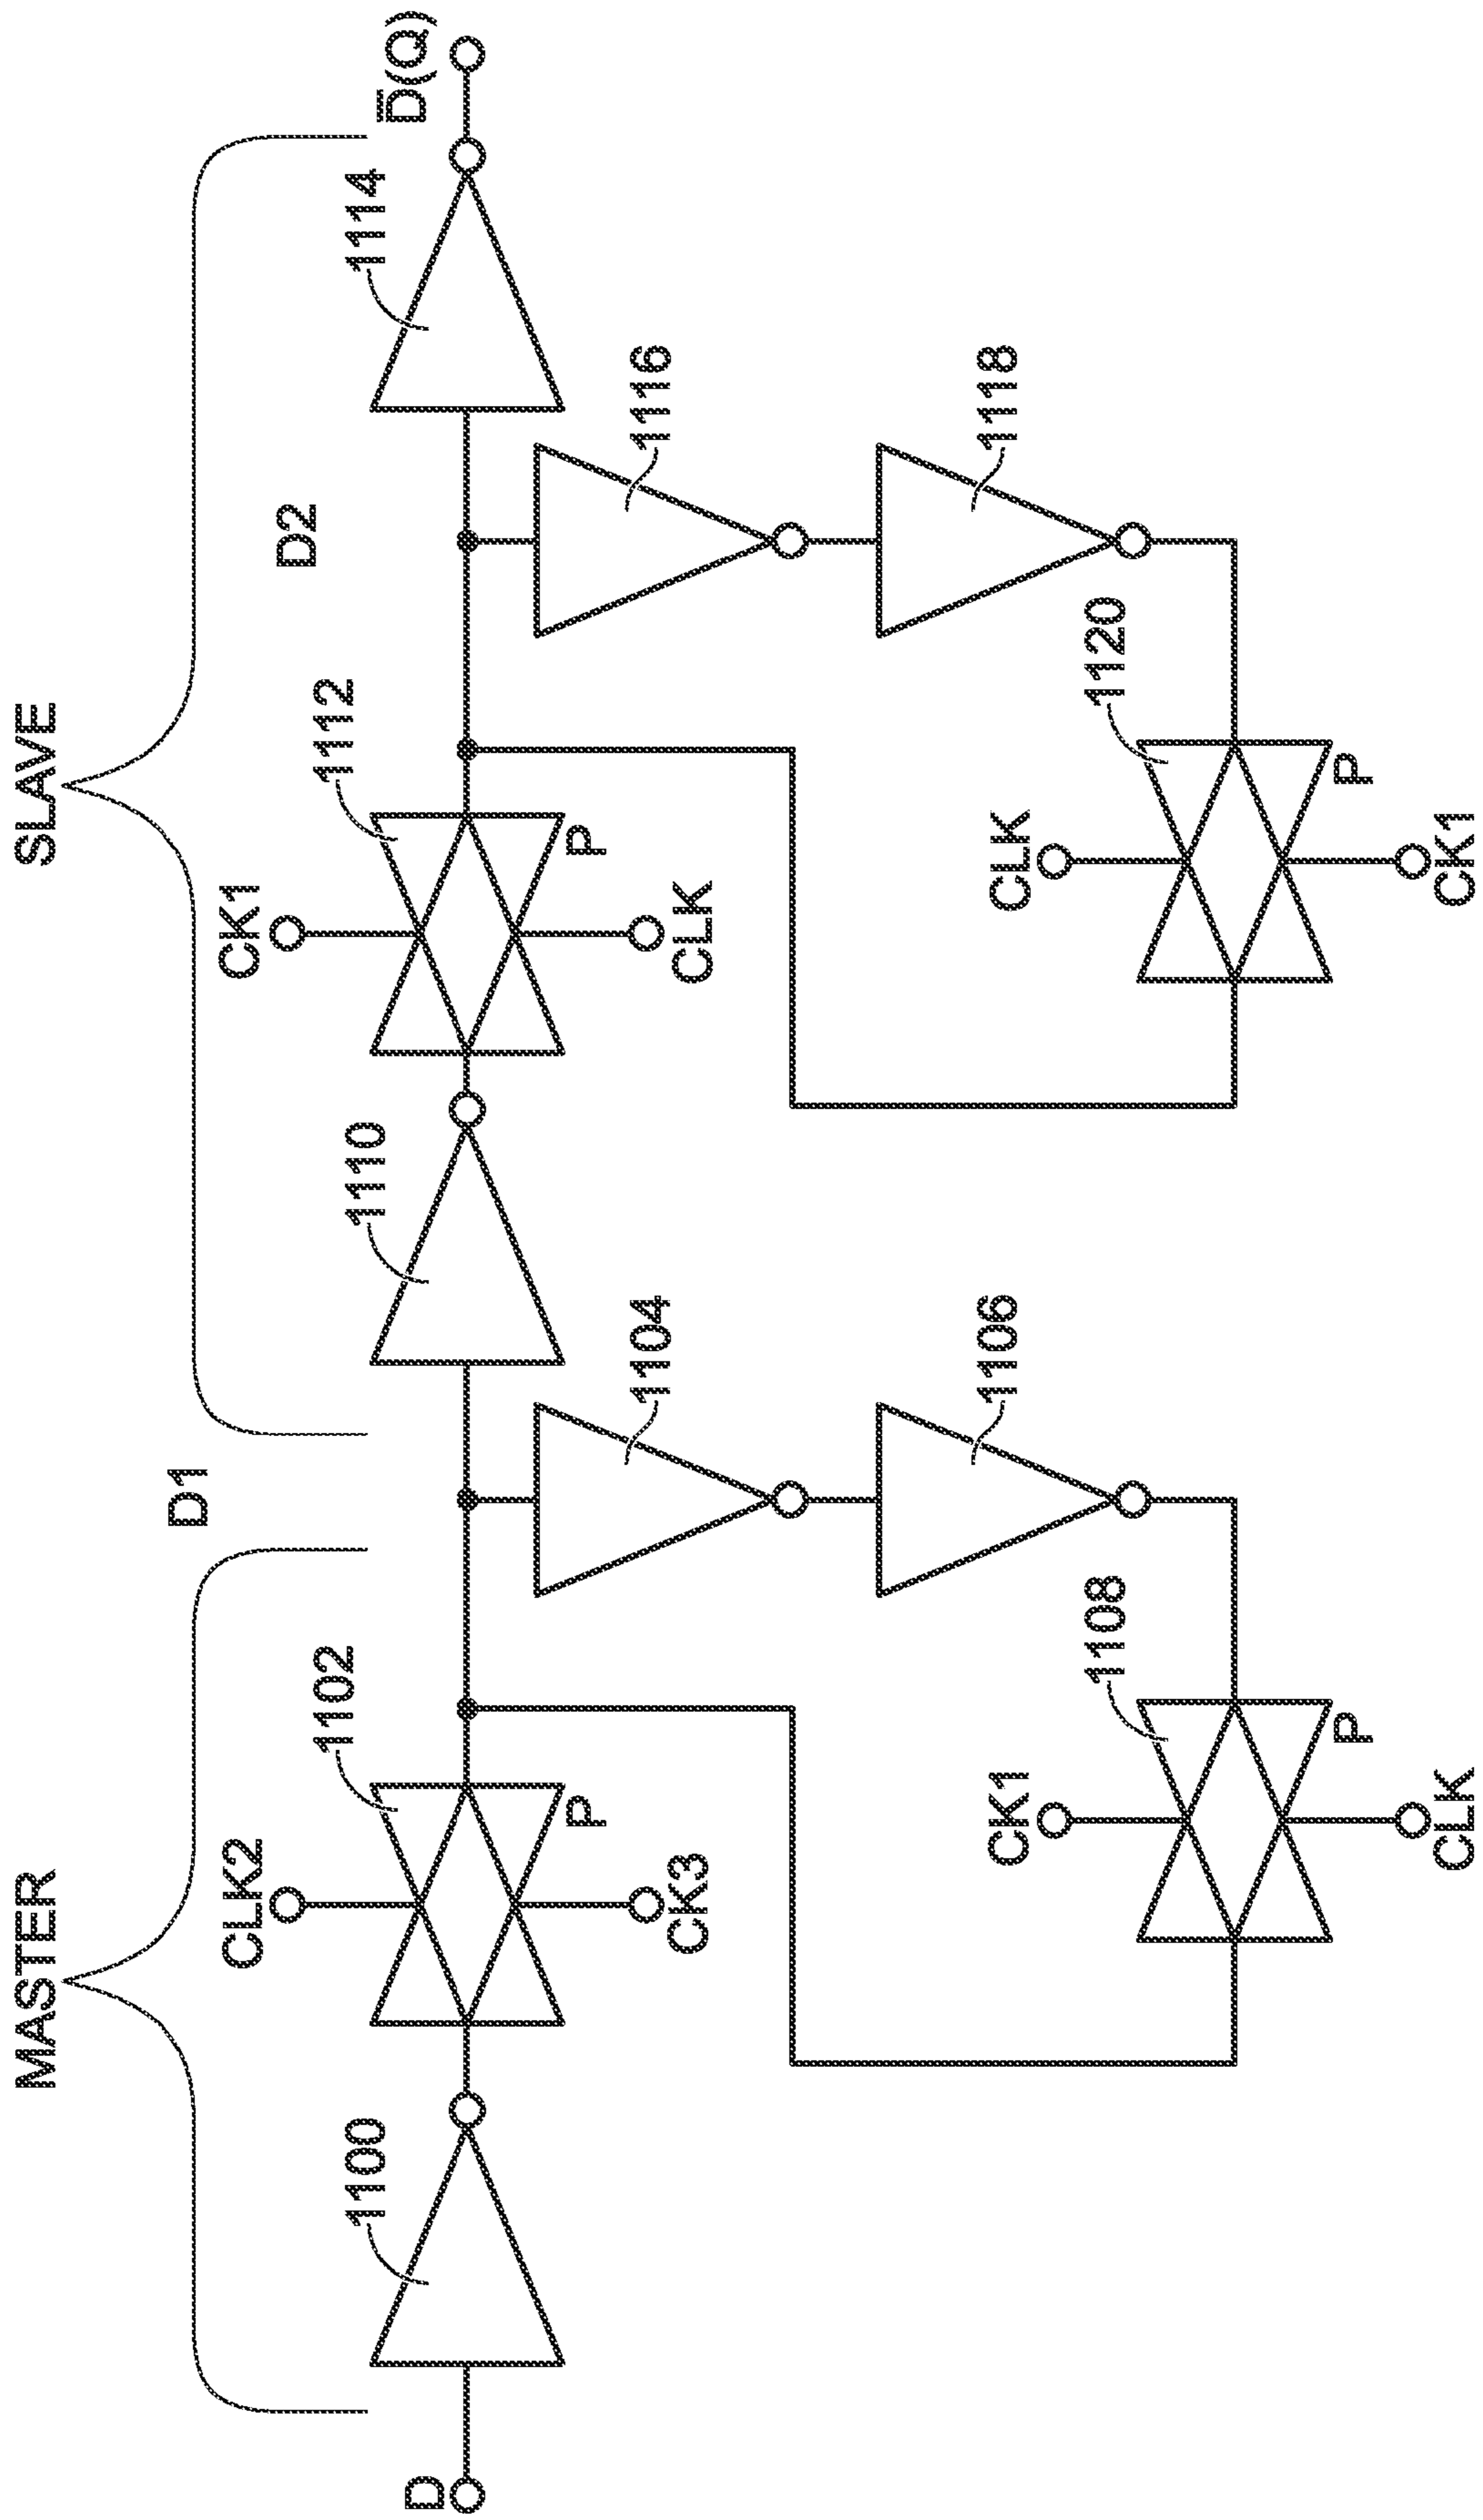 MASTER
SLAVE
D1
D2
CLK2
1102
CK1
1112
1100
1110
1114
D̅(Q)
D
P
P
CK3
CLK
1104
1116
1106
1118
CK1
CLK
1108
1120
P
P
CLK
CK1